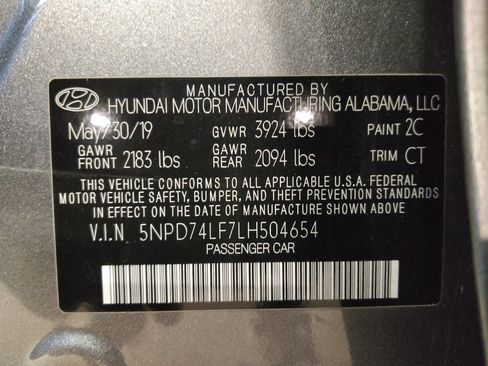 MANUFACTURED BY
HYUNDAI MOTOR MANUFACTURING ALABAMA, LLC
May/30/19 GVWR 3924 lbs PAINT 2C
GAWR FRONT 2183 lbs GAWR REAR 2094 lbs TRIM CT
THIS VEHICLE CONFORMS TO ALL APPLICABLE U.S.A. FEDERAL
MOTOR VEHICLE SAFETY, BUMPER, AND THEFT PREVENTION STANDARDS
IN EFFECT ON THE DATE OF MANUFACTURE SHOWN ABOVE
V.I.N 5NPD74LF7LH504654
PASSENGER CAR